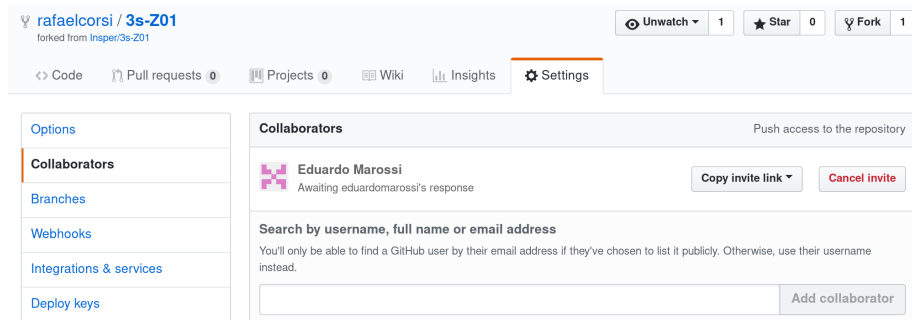 rafaelcorsi / 3s-Z01
forked from Insper/3s-Z01
Unwatch 1 Star 0 Fork 1
Code Pull requests 0 Projects 0 Wiki Insights Settings
Options
Collaborators
Branches
Webhooks
Integrations & services
Deploy keys
Collaborators Push access to the repository
Eduardo Marossi
Awaiting eduardomarossi's response
Copy invite link Cancel invite
Search by username, full name or email address
You'll only be able to find a GitHub user by their email address if they've chosen to list it publicly. Otherwise, use their username
instead.
Add collaborator